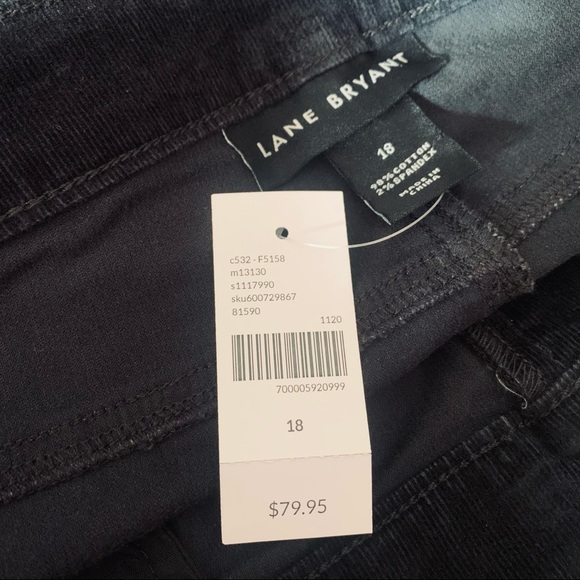 LANE BRYANT
18
98% COTTON
2% SPANDEX
MADE IN
CHINA
c532 - F5158
m13130
s1117990
sku600729867
81590
1120
700005920999
18
$79.95